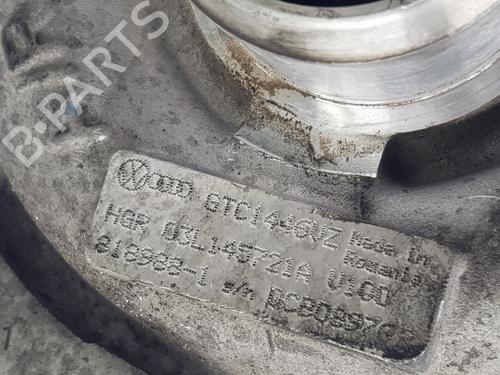 B-PARTS
GTC1446VZ Made in
HGR 03L145721A V100 Romania
818988-1 s/n